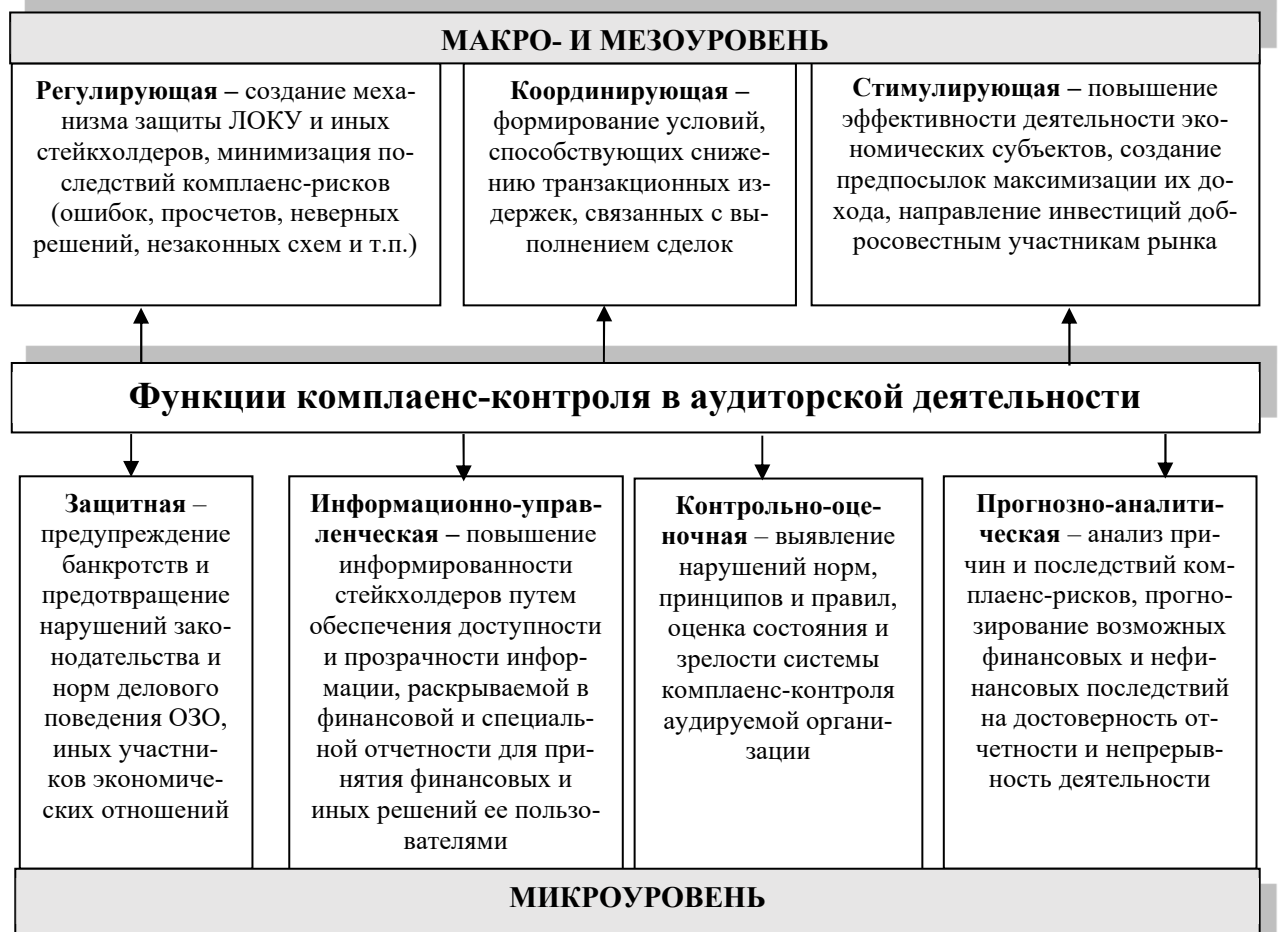 МАКРО- И МЕЗОУРОВЕНЬ
Регулирующая – создание меха-
низма защиты ЛОКУ и иных
стейкхолдеров, минимизация по-
следствий комплаенс-рисков
(ошибок, просчетов, неверных
решений, незаконных схем и т.п.)
Координирующая –
формирование условий,
способствующих сниже-
нию транзакционных из-
держек, связанных с вы-
полнением сделок
Стимулирующая – повышение
эффективности деятельности эко-
номических субъектов, создание
предпосылок максимизации их до-
хода, направление инвестиций доб-
росовестным участникам рынка
Функции комплаенс-контроля в аудиторской деятельности
Защитная –
предупреждение
банкротств и
предотвращение
нарушений зако-
нодательства и
норм делового
поведения ОЗО,
иных участни-
ков экономиче-
ских отношений
Информационно-управ-
ленческая – повышение
информированности
стейкхолдеров путем
обеспечения доступности
и прозрачности инфор-
мации, раскрываемой в
финансовой и специаль-
ной отчетности для при-
нятия финансовых и
иных решений ее пользо-
вателями
Контрольно-оце-
ночная – выявление
нарушений норм,
принципов и правил,
оценка состояния и
зрелости системы
комплаенс-контроля
аудируемой органи-
зации
Прогнозно-аналити-
ческая – анализ при-
чин и последствий ком-
плаенс-рисков, прогно-
зирование возможных
финансовых и нефи-
нансовых последствий
на достоверность от-
четности и непрерыв-
ность деятельности
МИКРОУРОВЕНЬ